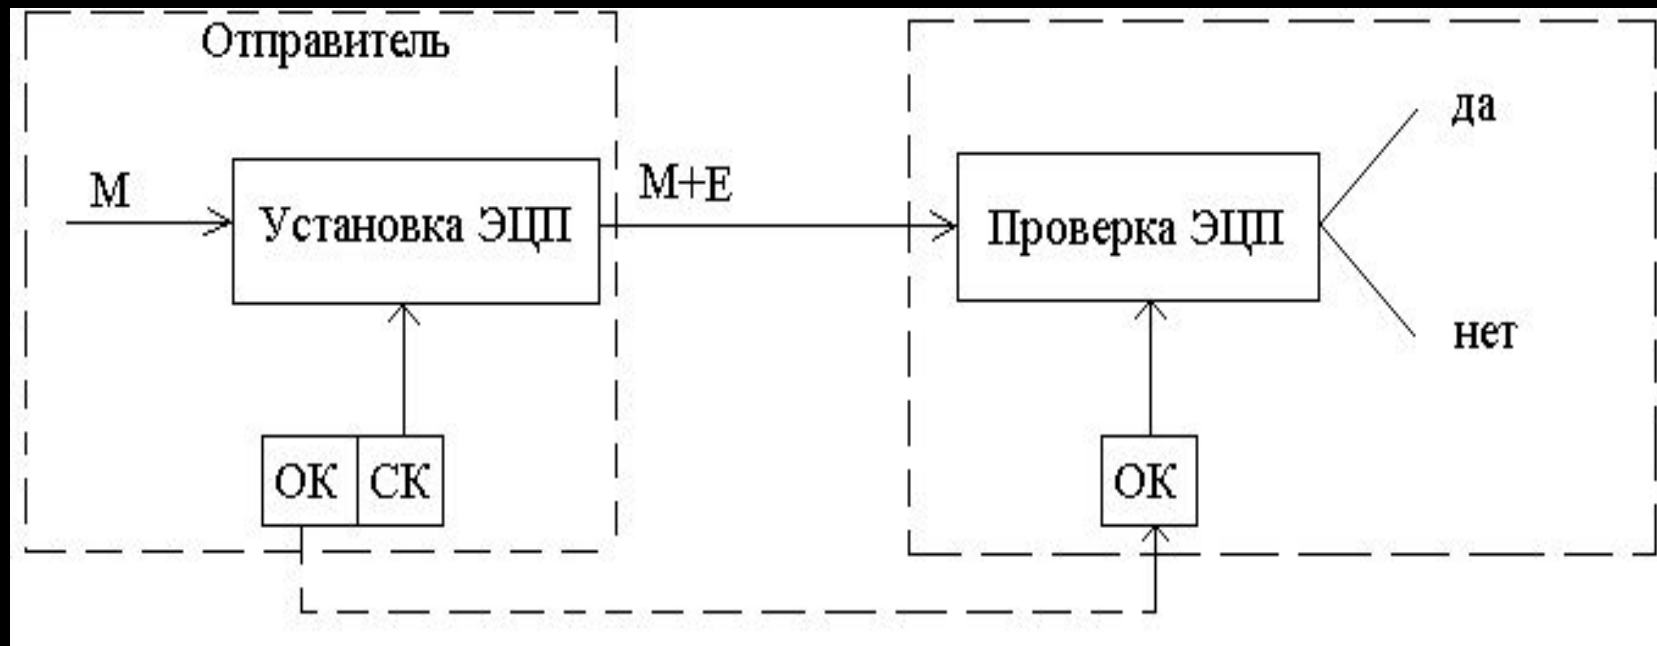 Отправитель
М
Установка ЭЦП
М+Е
Проверка ЭЦП
да
нет
ОК
СК
ОК